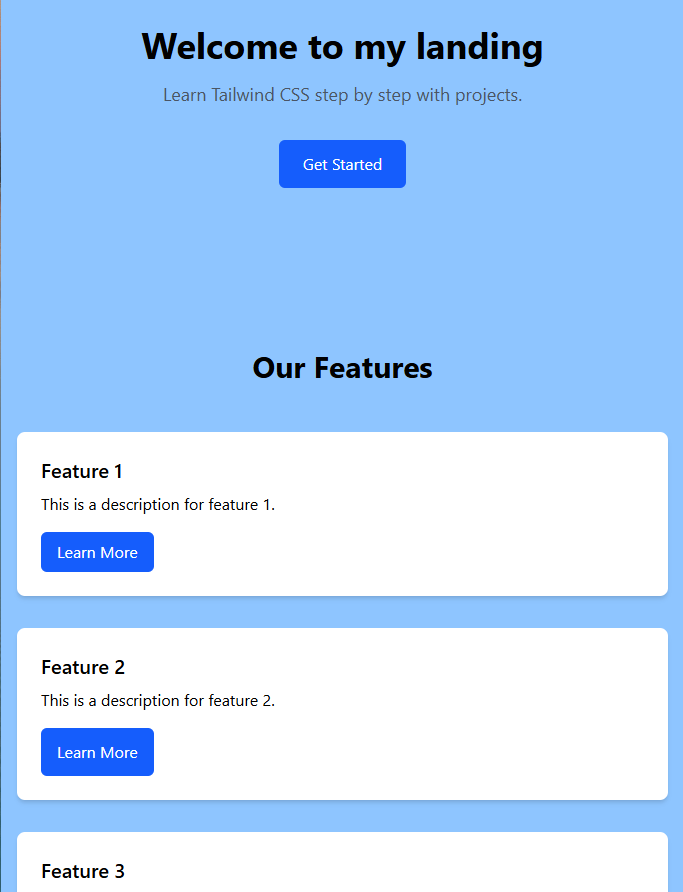 Welcome to my landing
Learn Tailwind CSS step by step with projects.
Get Started
Our Features
Feature 1
This is a description for feature 1.
Learn More
Feature 2
This is a description for feature 2.
Learn More
Feature 3